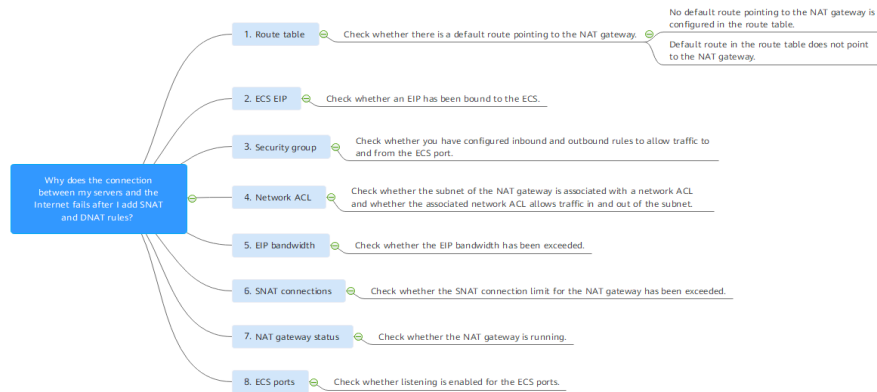 Why does the connection
between my servers and the
Internet fails after I add SNAT
and DNAT rules?
1. Route table
Check whether there is a default route pointing to the NAT gateway.
No default route pointing to the NAT gateway is
configured in the route table.
Default route in the route table does not point
to the NAT gateway.
2. ECS EIP
Check whether an EIP has been bound to the ECS.
3. Security group
Check whether you have configured inbound and outbound rules to allow traffic to
and from the ECS port.
4. Network ACL
Check whether the subnet of the NAT gateway is associated with a network ACL
and whether the associated network ACL allows traffic in and out of the subnet.
5. EIP bandwidth
Check whether the EIP bandwidth has been exceeded.
6. SNAT connections
Check whether the SNAT connection limit for the NAT gateway has been exceeded.
7. NAT gateway status
Check whether the NAT gateway is running.
8. ECS ports
Check whether listening is enabled for the ECS ports.